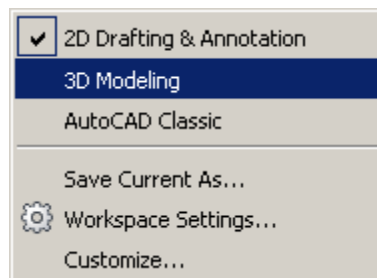 2D Drafting & Annotation
3D Modeling
AutoCAD Classic
Save Current As...
Workspace Settings...
Customize...